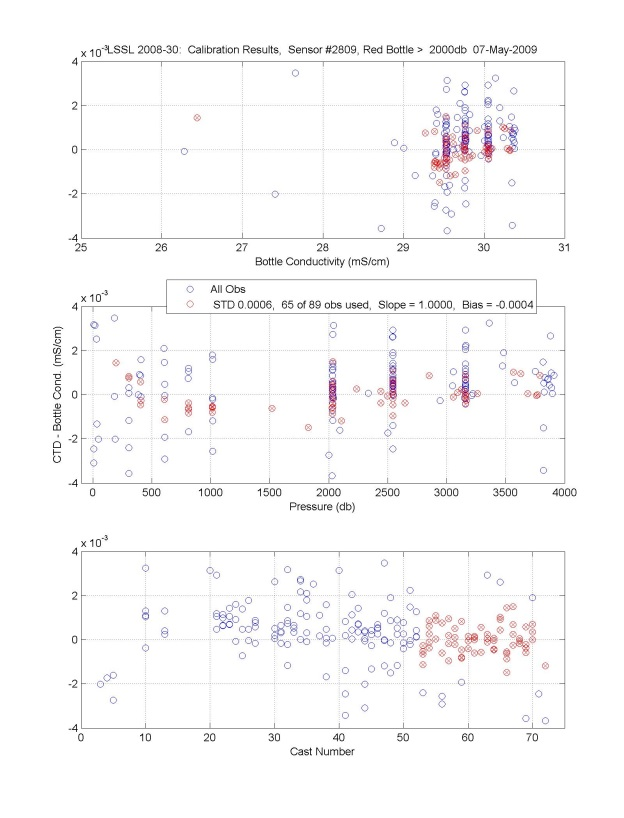 4 x 10⁻³ LSSL 2008-30: Calibration Results, Sensor #2809, Red Bottle > 2000db 07-May-2009
2
0
-2
-4
25 26 27 28 29 30 31
Bottle Conductivity (mS/cm)
All Obs
STD 0.0006, 65 of 89 obs used, Slope = 1.0000, Bias = -0.0004
CTD - Bottle Cond. (mS/cm)
4 x 10⁻³
2
0
-2
-4
0 500 1000 1500 2000 2500 3000 3500 4000
Pressure (db)
4 x 10⁻³
2
0
-2
-4
0 10 20 30 40 50 60 70
Cast Number